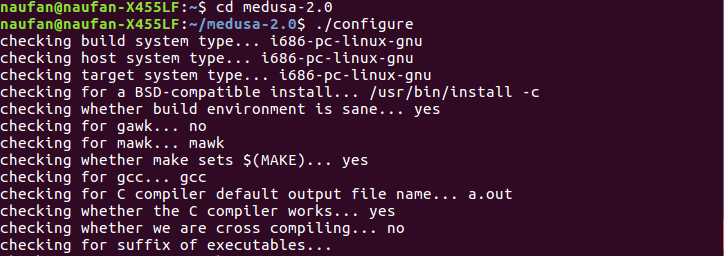 naufan@naufan-X455LF:~$ cd medusa-2.0
naufan@naufan-X455LF:~/medusa-2.0$ ./configure
checking build system type... i686-pc-linux-gnu
checking host system type... i686-pc-linux-gnu
checking target system type... i686-pc-linux-gnu
checking for a BSD-compatible install... /usr/bin/install -c
checking whether build environment is sane... yes
checking for gawk... no
checking for mawk... mawk
checking whether make sets $(MAKE)... yes
checking for gcc... gcc
checking for C compiler default output file name... a.out
checking whether the C compiler works... yes
checking whether we are cross compiling... no
checking for suffix of executables...